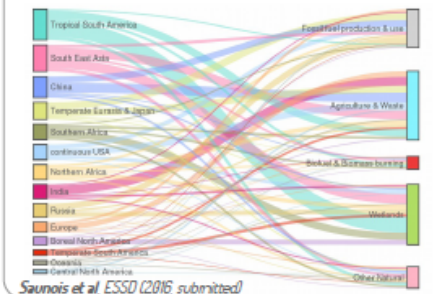 Tropical South America
South East Asia
China
Temperate Eurasia & Japan
Southern Africa
continuous USA
Northern Africa
India
Russia
Europe
Boreal North America
Temperate South America
Oceania
Central North America
Fossil fuel production & use
Agriculture & Waste
Biofuel & Biomass burning
Wetlands
Other Natural
Saunois et al. ESSD (2016, submitted)